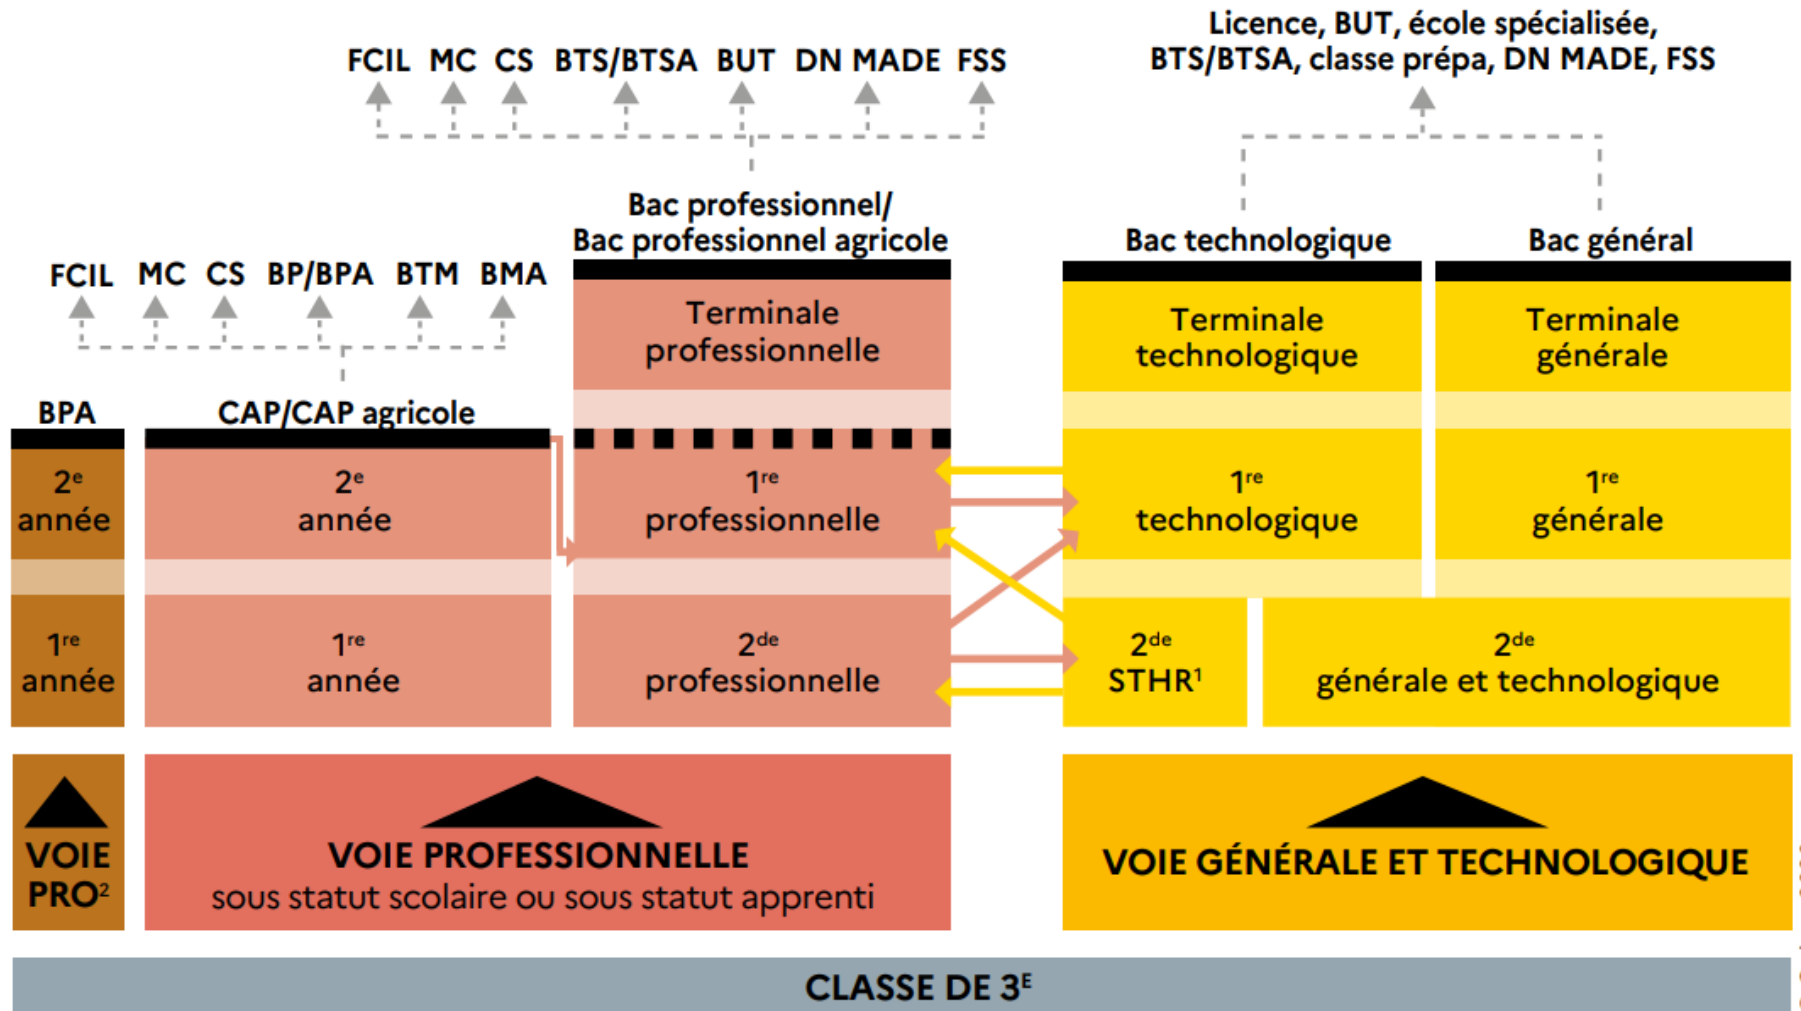 Licence, BUT, école spécialisée,
BTS/BTSA, classe prépa, DN MADE, FSS
FCIL MC CS BTS/BTSA BUT DN MADE FSS
Bac professionnel/
Bac professionnel agricole
Bac technologique
Bac général
FCIL MC CS BP/BPA BTM BMA
Terminale
professionnelle
Terminale
technologique
Terminale
générale
BPA
CAP/CAP agricole
2e
année
2e
année
1re
professionnelle
1re
technologique
1re
générale
1re
année
1re
année
2de
professionnelle
2de
STHR1
2de
générale et technologique
VOIE
PRO2
VOIE PROFESSIONNELLE
sous statut scolaire ou sous statut apprenti
VOIE GÉNÉRALE ET TECHNOLOGIQUE
CLASSE DE 3E